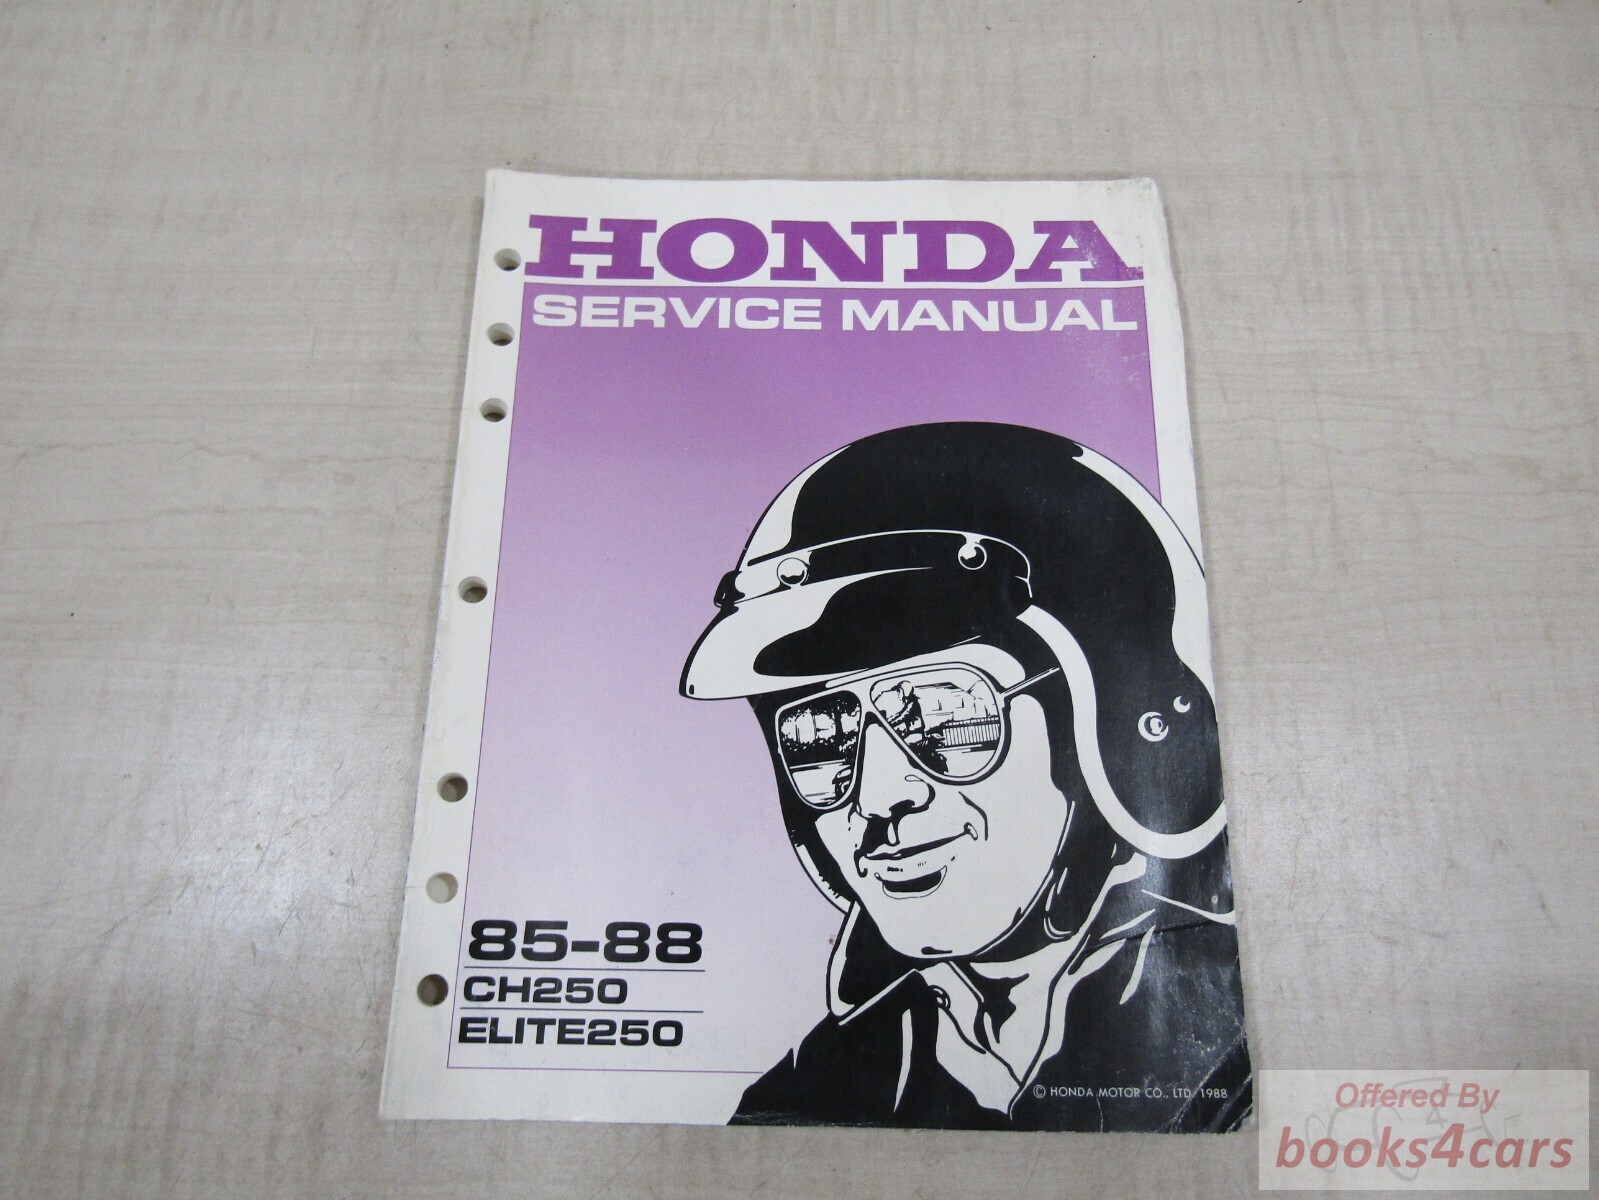 HONDA
SERVICE MANUAL
85-88
CH250
ELITE250
© HONDA MOTOR CO., LTD. 1988
Offered By
books4cars